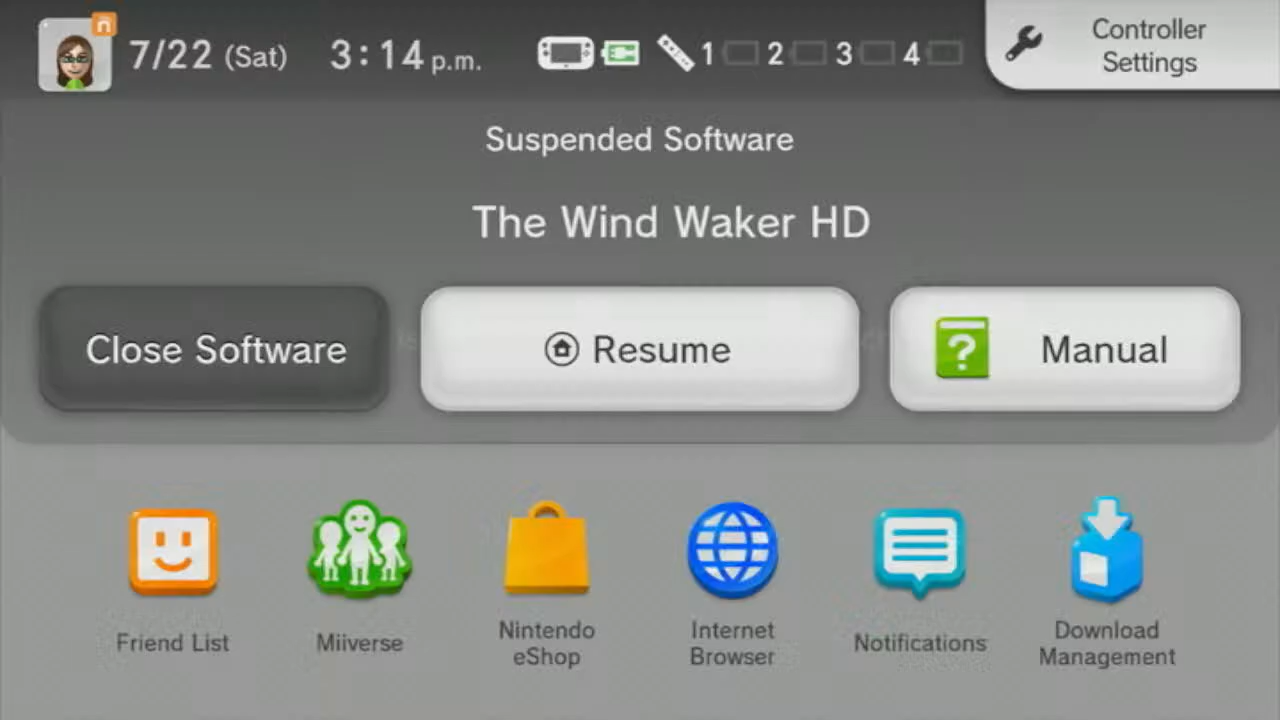 7/22 (Sat) 3:14 p.m. 1 2 3 4
Controller
Settings
Suspended Software
The Wind Waker HD
Close Software
Resume
? Manual
Friend List
Miiverse
Nintendo
eShop
Internet
Browser
Notifications
Download
Management